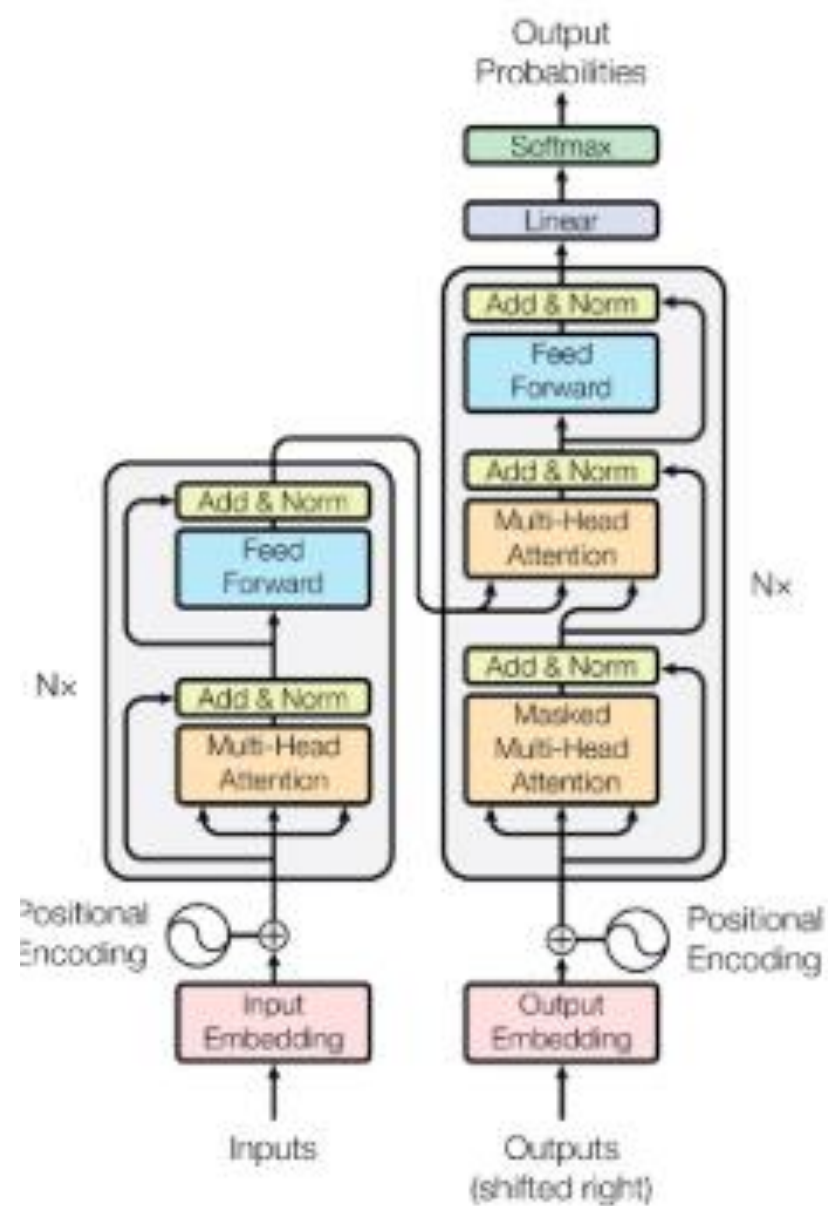 Output
Probabilities
Softmax
Linear
Add & Norm
Feed
Forward
Add & Norm
Multi-Head
Attention
Nx
Add & Norm
Masked
Multi-Head
Attention
Add & Norm
Feed
Forward
Nx
Add & Norm
Multi-Head
Attention
Positional
Encoding
Positional
Encoding
Input
Embedding
Output
Embedding
Inputs
Outputs
(shifted right)